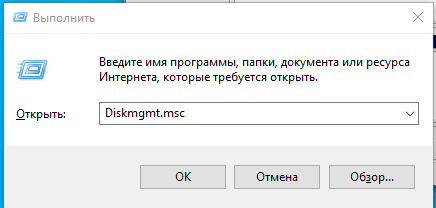 Выполнить
Введите имя программы, папки, документа или ресурса
Интернета, которые требуется открыть.
Открыть: Diskmgmt.msc
ОК Отмена Обзор...